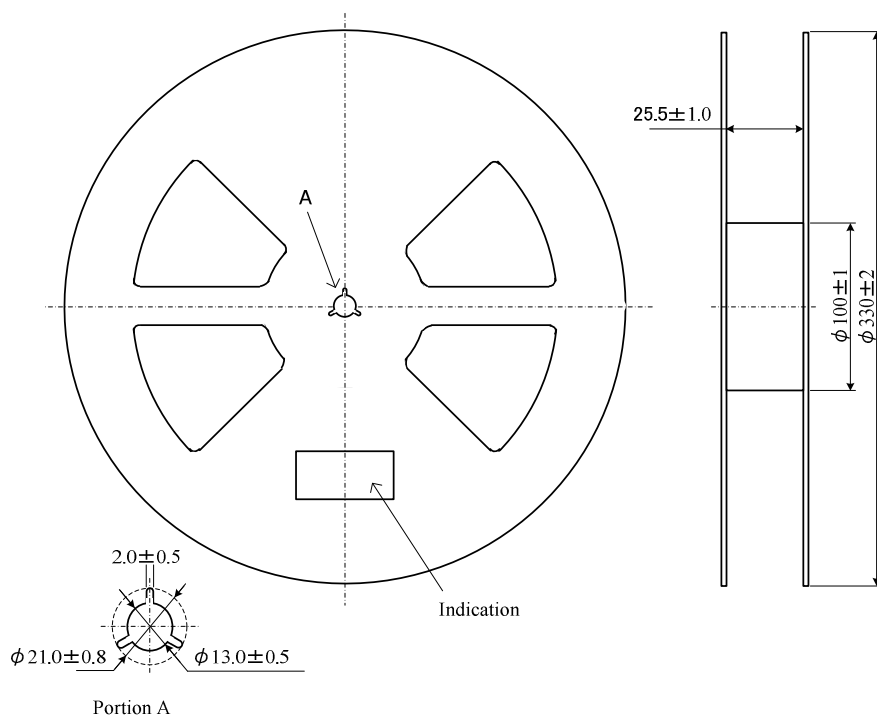 A
25.5±1.0
ϕ100±1
ϕ330±2
2.0±0.5
ϕ21.0±0.8
ϕ13.0±0.5
Indication
Portion A